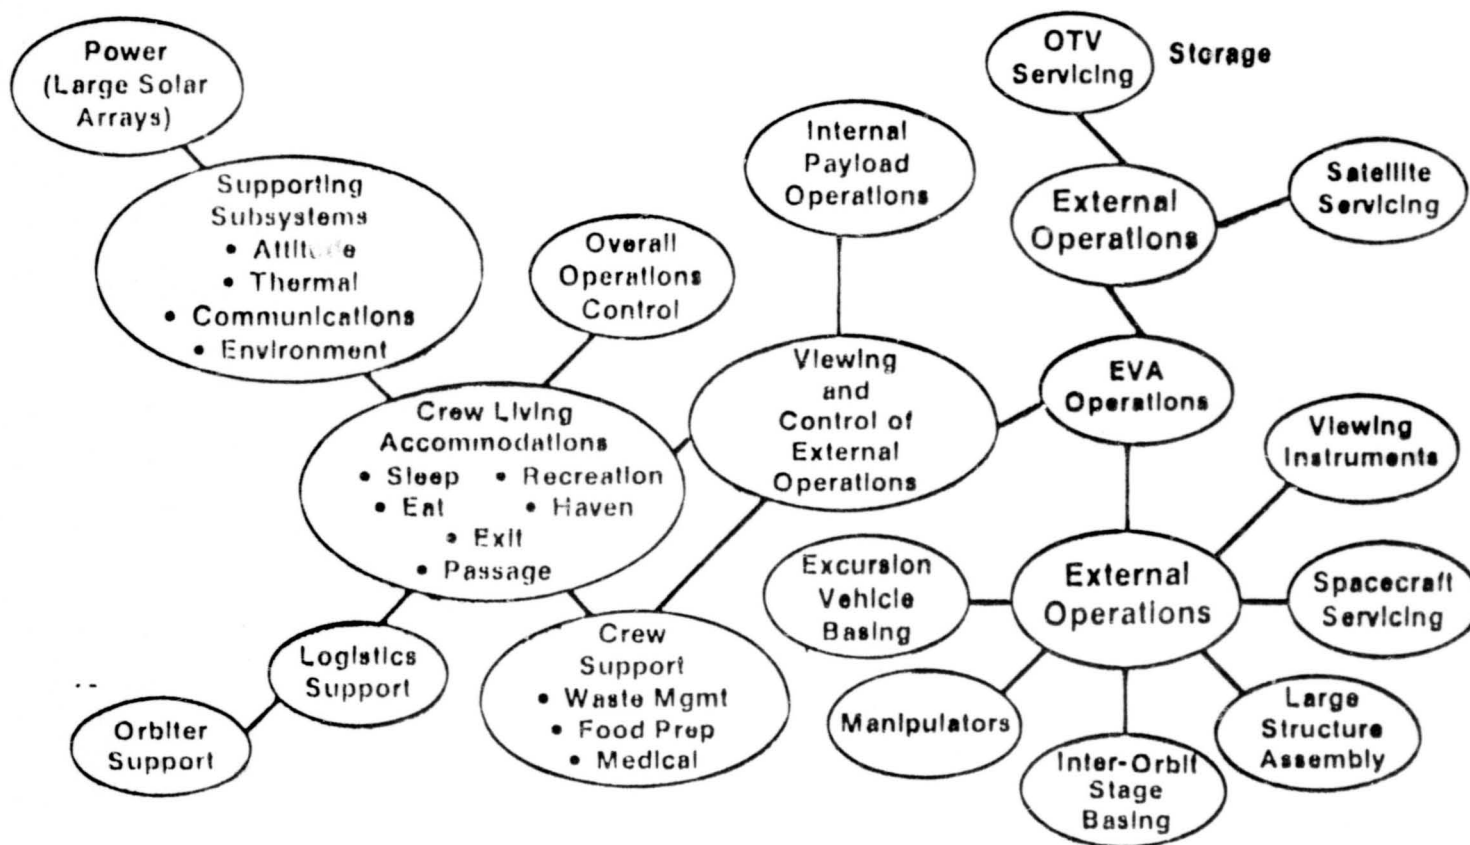 Power
(Large Solar
Arrays)
Supporting
Subsystems
• Attitude
• Thermal
• Communications
• Environment
Overall
Operations
Control
Internal
Payload
Operations
OTV
Servicing
Storage
External
Operations
Satellite
Servicing
Viewing
and
Control of
External
Operations
EVA
Operations
Crew Living
Accommodations
• Sleep • Recreation
• Eat • Haven
• Exit
• Passage
Viewing
Instruments
Excursion
Vehicle
Basing
External
Operations
Spacecraft
Servicing
Logistics
Support
Crew
Support
• Waste Mgmt
• Food Prep
• Medical
Orbiter
Support
Manipulators
Inter-Orbit
Stage
Basing
Large
Structure
Assembly